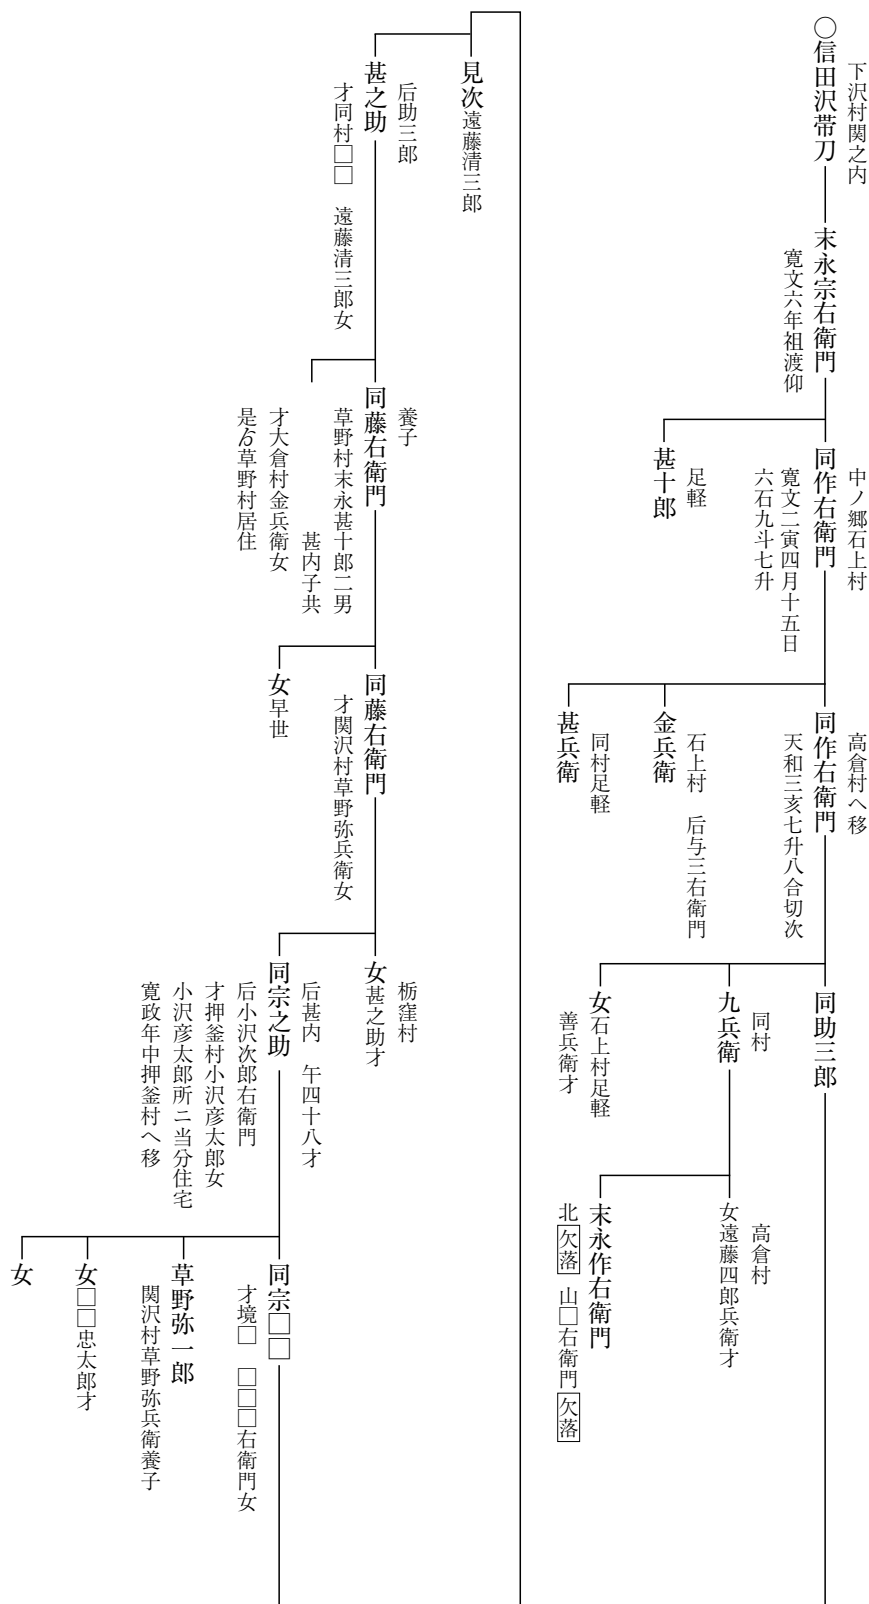 下沢村関之内
○信田沢帯刀
末永宗右衛門
寛文六年祖渡仰
中ノ郷石上村
同作右衛門
寛文二寅四月十五日
六石九斗七升
足軽
甚十郎
高倉村へ移
同作右衛門
天和三亥七升八合切次
石上村 后与三右衛門
金兵衛
同村足軽
甚兵衛
同助三郎
同村
九兵衛
女石上村足軽
善兵衛才
高倉村
女遠藤四郎兵衛才
末永作右衛門
北欠落 山□右衛門欠落
見次遠藤清三郎
后助三郎
甚之助
才同村□□ 遠藤清三郎女
養子
同藤右衛門
草野村末永甚十郎二男
甚内子共
才大倉村金兵衛女
是ゟ草野村居住
同藤右衛門
才関沢村草野弥兵衛女
女早世
栃窪村
女甚之助才
同宗之助
后甚内 午四十八才
后小沢次郎右衛門
才押釜村小沢彦太郎女
小沢彦太郎所ニ当分住宅
寛政年中押釜村へ移
同宗□□
才境□ □□□右衛門女
草野弥一郎
関沢村草野弥兵衛養子
女□□忠太郎才
女